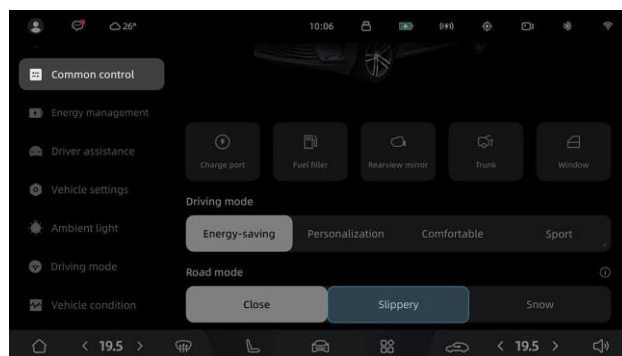 26°
10:06
Common control
Energy management
Driver assistance
Vehicle settings
Ambient light
Driving mode
Vehicle condition
Charge port
Fuel filler
Rearview mirror
Trunk
Window
Driving mode
Energy-saving
Personalization
Comfortable
Sport
Road mode
Close
Slippery
Snow
< 19.5 >
< 19.5 >